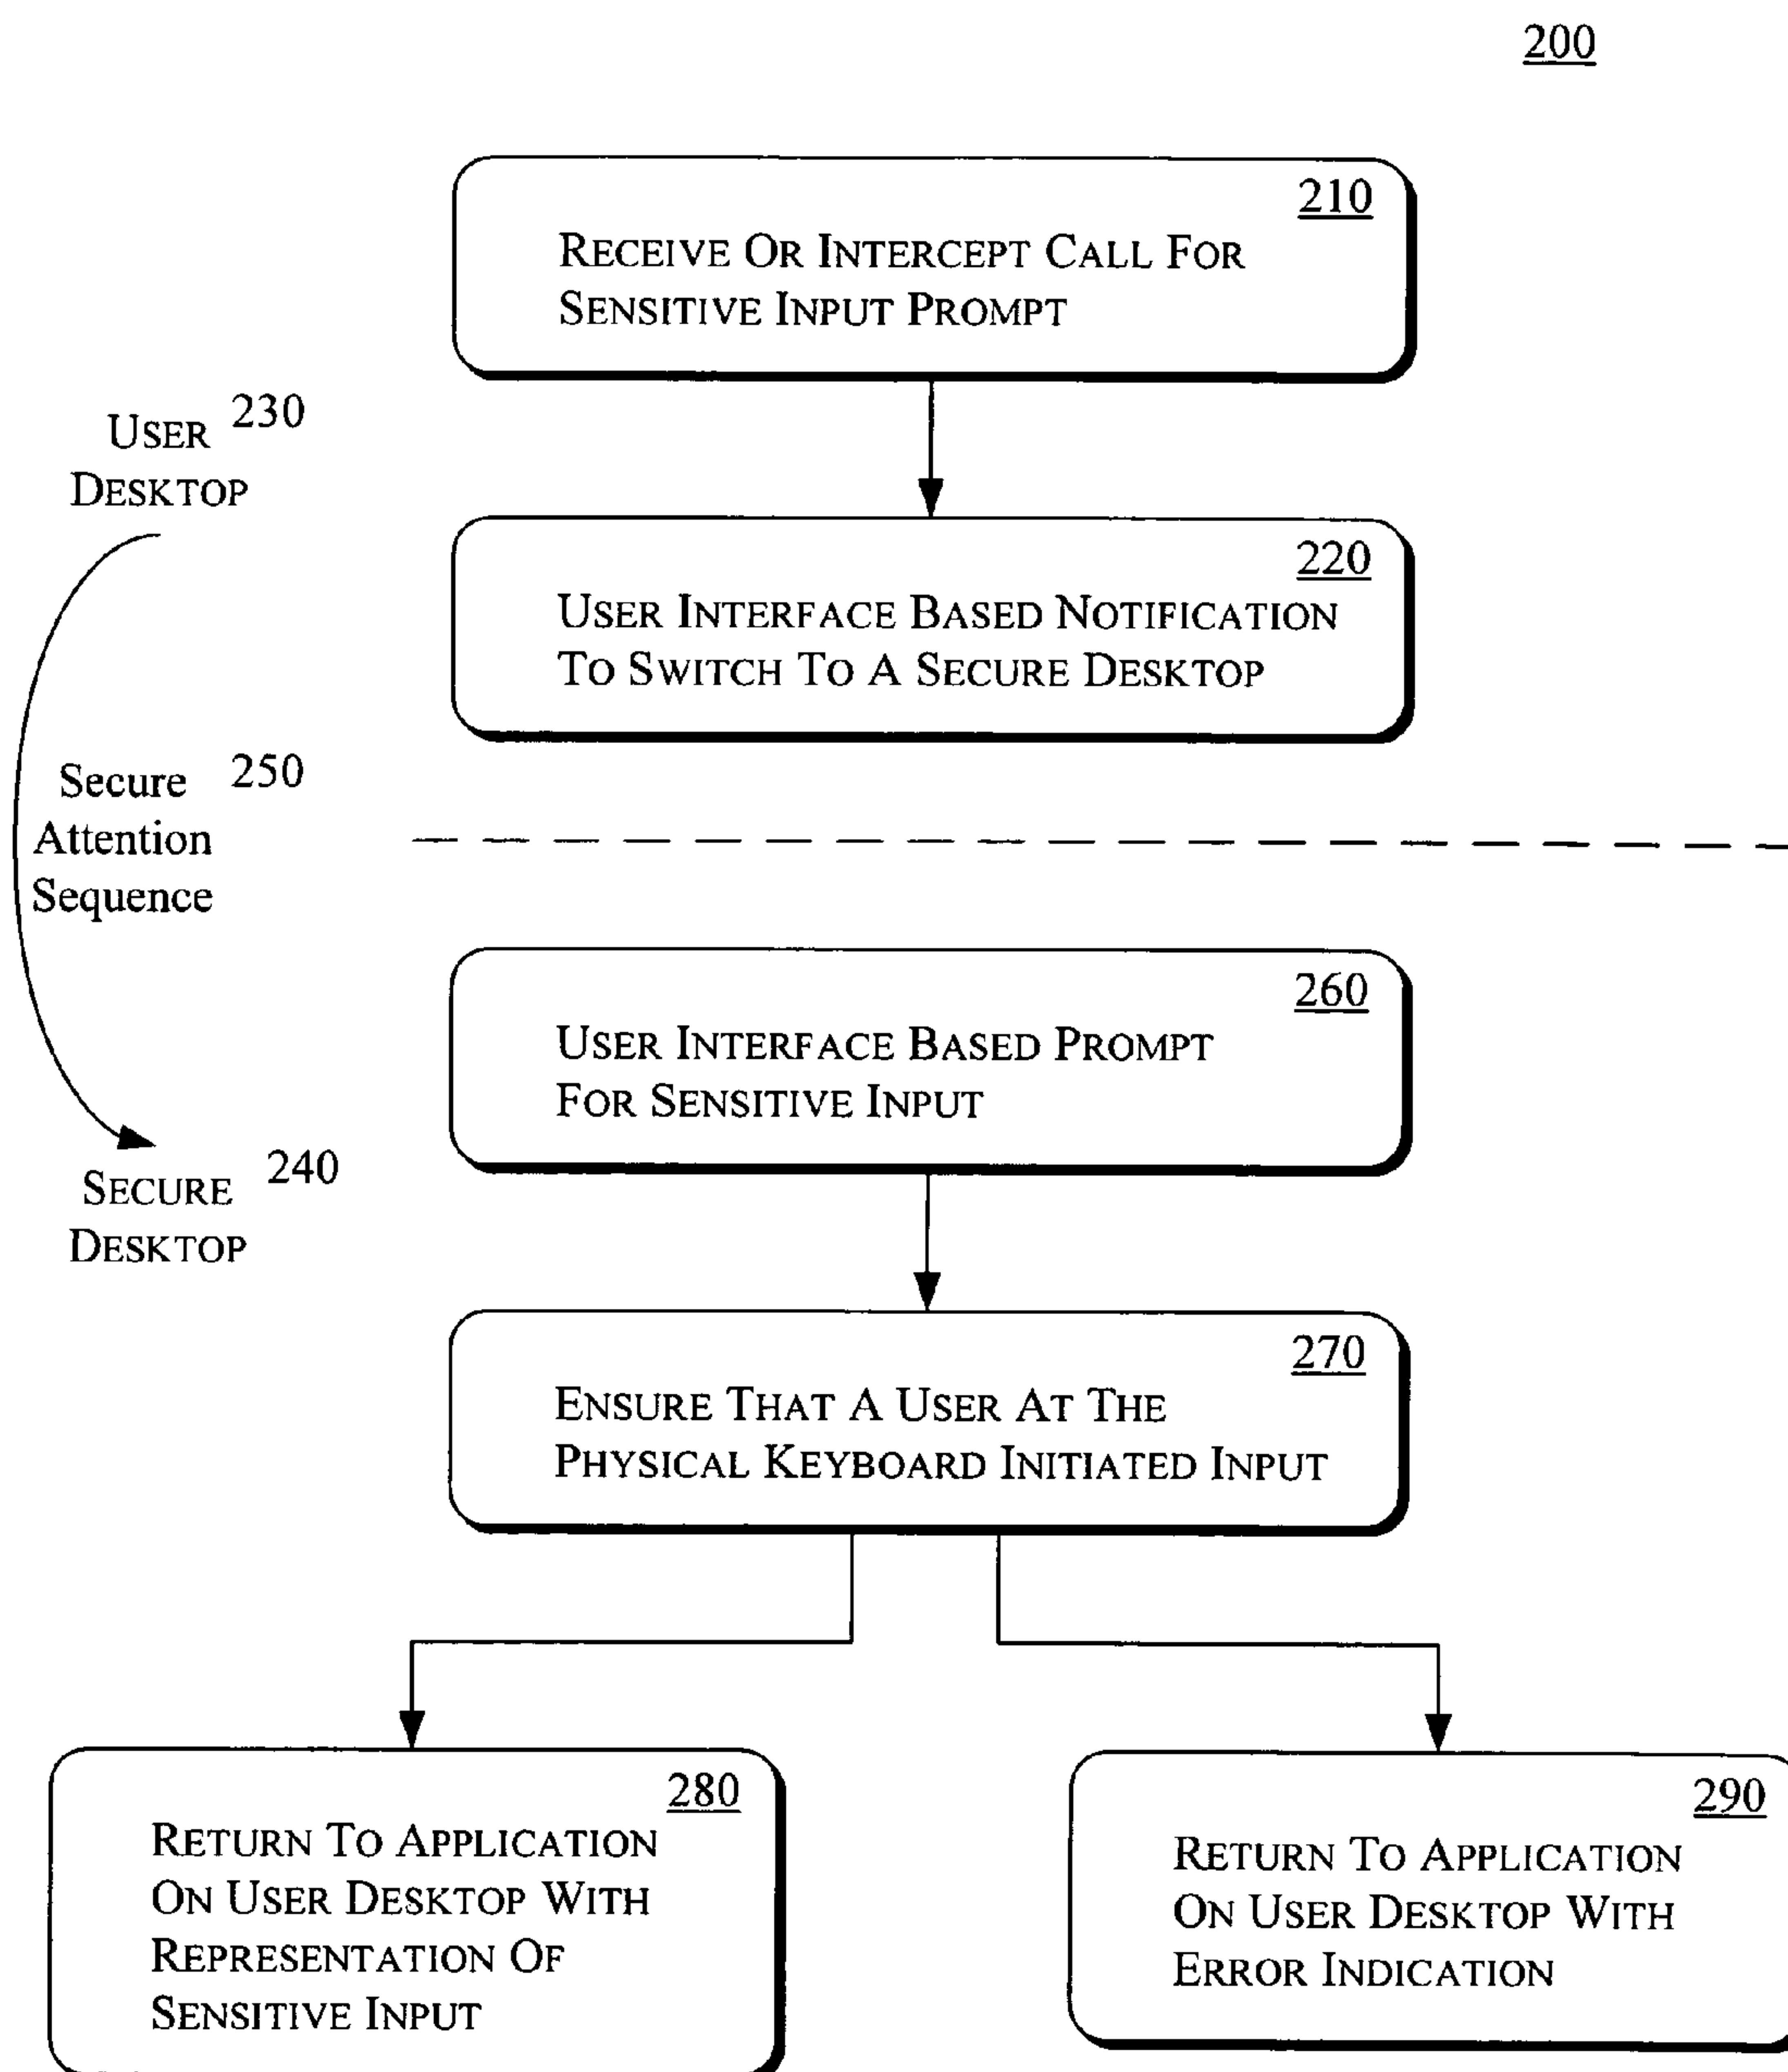 200
210
RECEIVE OR INTERCEPT CALL FOR
SENSITIVE INPUT PROMPT
USER 230
DESKTOP
220
USER INTERFACE BASED NOTIFICATION
TO SWITCH TO A SECURE DESKTOP
Secure 250
Attention
Sequence
260
USER INTERFACE BASED PROMPT
FOR SENSITIVE INPUT
SECURE 240
DESKTOP
270
ENSURE THAT A USER AT THE
PHYSICAL KEYBOARD INITIATED INPUT
280
RETURN TO APPLICATION
ON USER DESKTOP WITH
REPRESENTATION OF
SENSITIVE INPUT
290
RETURN TO APPLICATION
ON USER DESKTOP WITH
ERROR INDICATION